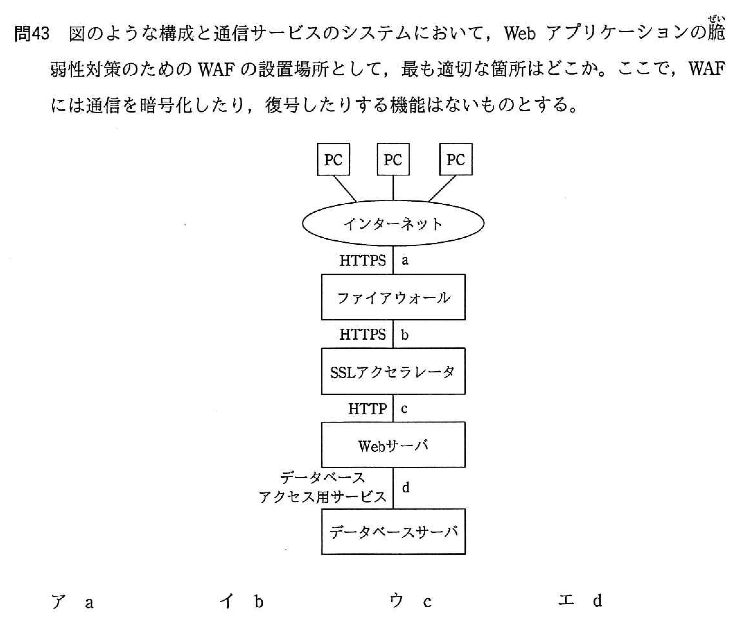 問43 図のような構成と通信サービスのシステムにおいて，Web アプリケーションの脆
ぜい
弱性対策のための WAF の設置場所として，最も適切な箇所はどこか。ここで，WAF
には通信を暗号化したり，復号したりする機能はないものとする。
PC PC PC
インターネット
HTTPS a
ファイアウォール
HTTPS b
SSLアクセラレータ
HTTP c
Webサーバ
データベース
アクセス用サービス d
データベースサーバ
ア a イ b ウ c エ d